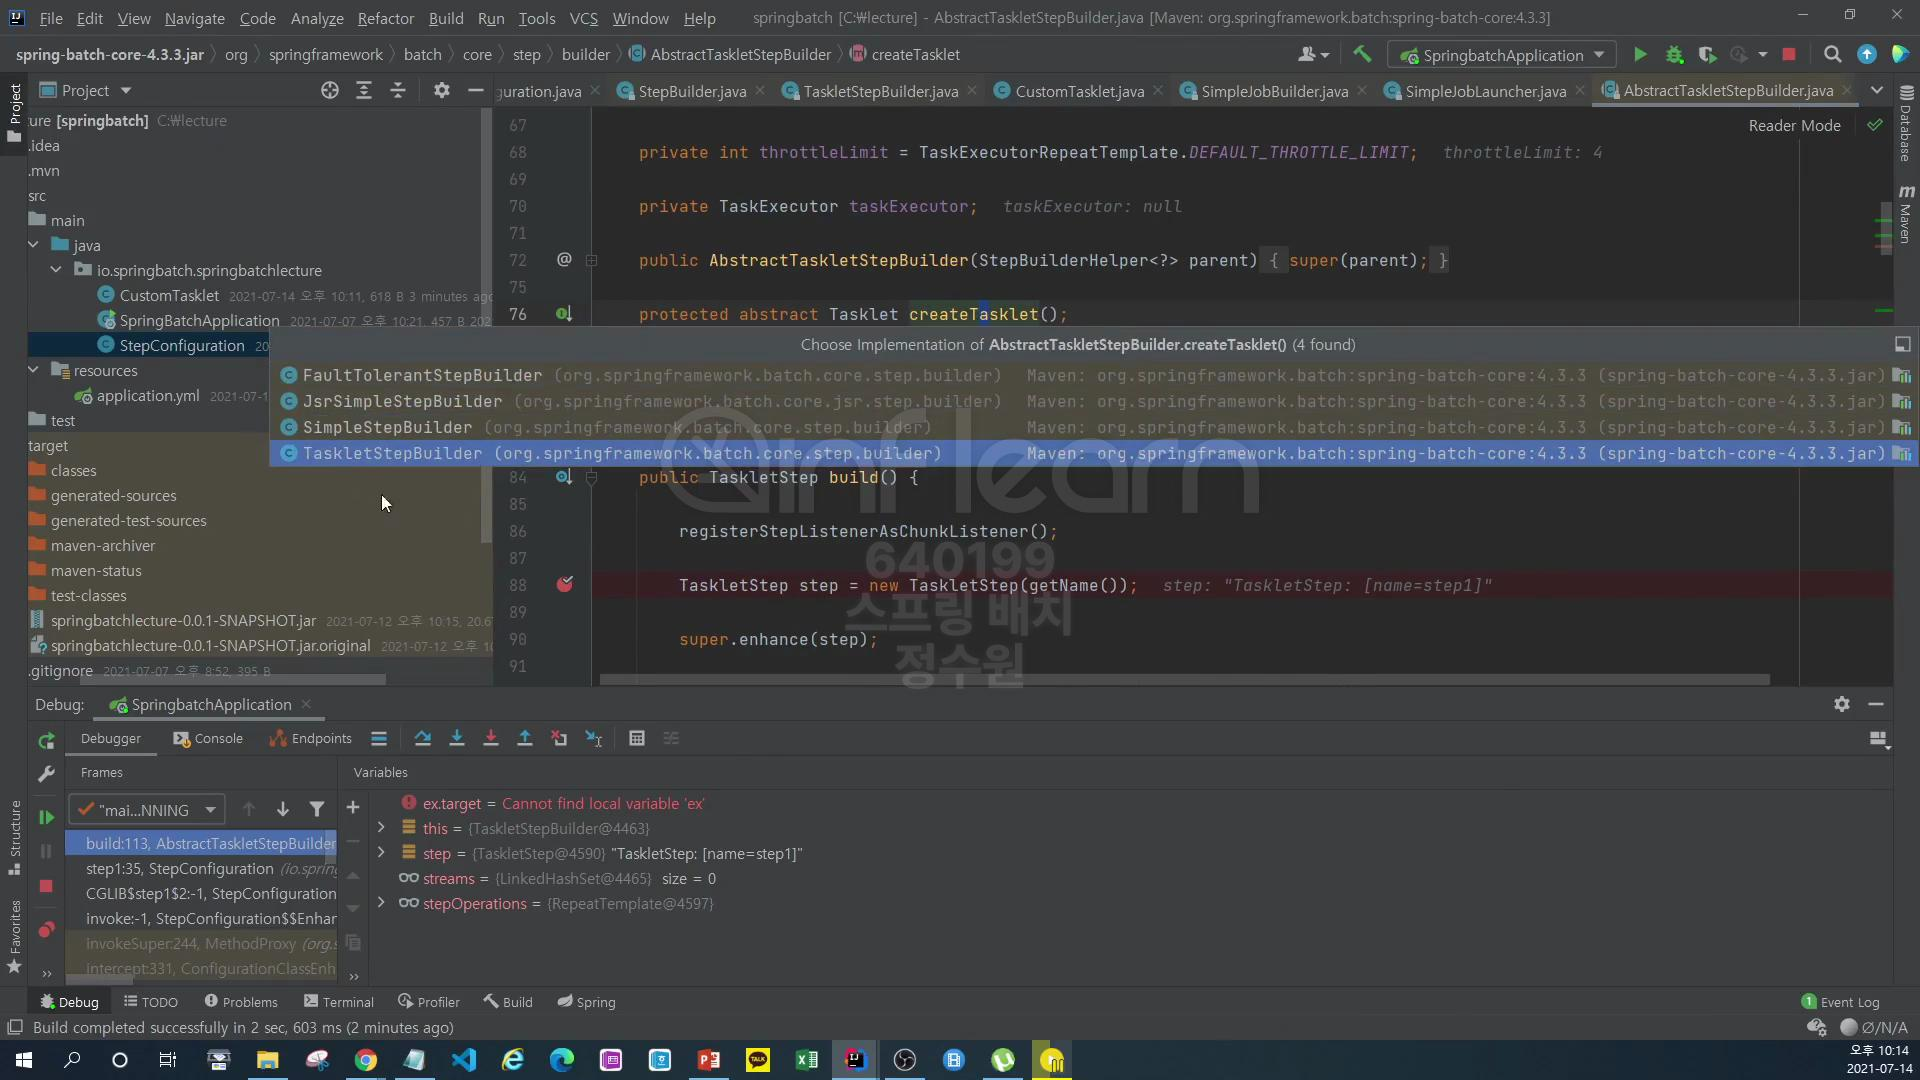 File Edit View Navigate Code Analyze Refactor Build Run Tools VCS Window Help springbatch [C:₩lecture] - AbstractTaskletStepBuilder.java [Maven: org.springframework.batch:spring-batch-core:4.3.3]
spring-batch-core-4.3.3.jar org springframework batch core step builder AbstractTaskletStepBuilder createTasklet SpringbatchApplication
Project uration.java StepBuilder.java TaskletStepBuilder.java CustomTasklet.java SimpleJobBuilder.java SimpleJobLauncher.java AbstractTaskletStepBuilder.java
Project
Structure
Favorites
Database
Maven
Reader Mode
ture [springbatch] C:₩lecture
.idea
.mvn
src
main
java
io.springbatch.springbatchlecture
CustomTasklet 2021-07-14 오후 10:11, 618 B 3 minutes ago
SpringBatchApplication 2021-07-07 오후 10:21, 457 B 202
StepConfiguration 20
resources
application.yml 2021-07-1
test
target
classes
generated-sources
generated-test-sources
maven-archiver
maven-status
test-classes
springbatchlecture-0.0.1-SNAPSHOT.jar 2021-07-12 오후 10:15, 20.6
springbatchlecture-0.0.1-SNAPSHOT.jar.original 2021-07-12 오후 1
.gitignore 2021-07-07 오후 8:52, 395 B
67
68 private int throttleLimit = TaskExecutorRepeatTemplate.DEFAULT_THROTTLE_LIMIT; throttleLimit: 4
69
70 private TaskExecutor taskExecutor; taskExecutor: null
71
72 public AbstractTaskletStepBuilder(StepBuilderHelper<?> parent) { super(parent); }
75
76 protected abstract Tasklet createTasklet();
Choose Implementation of AbstractTaskletStepBuilder.createTasklet() (4 found)
FaultTolerantStepBuilder (org.springframework.batch.core.step.builder) Maven: org.springframework.batch:spring-batch-core:4.3.3 (spring-batch-core-4.3.3.jar)
JsrSimpleStepBuilder (org.springframework.batch.core.jsr.step.builder) Maven: org.springframework.batch:spring-batch-core:4.3.3 (spring-batch-core-4.3.3.jar)
SimpleStepBuilder (org.springframework.batch.core.step.builder) Maven: org.springframework.batch:spring-batch-core:4.3.3 (spring-batch-core-4.3.3.jar)
TaskletStepBuilder (org.springframework.batch.core.step.builder) Maven: org.springframework.batch:spring-batch-core:4.3.3 (spring-batch-core-4.3.3.jar)
84 public TaskletStep build() {
85
86 registerStepListenerAsChunkListener();
87
88 TaskletStep step = new TaskletStep(getName()); step: "TaskletStep: [name=step1]"
89
90 super.enhance(step);
91
inflearn
640199
스프링 배치
정수원
Debug: SpringbatchApplication
Debugger Console Endpoints
Frames Variables
"mai...NNING
build:113, AbstractTaskletStepBuilder
step1:35, StepConfiguration (io.spring
CGLIB$step1$2:-1, StepConfiguration
invoke:-1, StepConfiguration$$Enhan
invokeSuper:244, MethodProxy (org.s
intercept:331, ConfigurationClassEnh
ex.target = Cannot find local variable 'ex'
this = {TaskletStepBuilder@4463}
step = {TaskletStep@4590} "TaskletStep: [name=step1]"
streams = {LinkedHashSet@4465} size = 0
stepOperations = {RepeatTemplate@4597}
Debug TODO Problems Terminal Profiler Build Spring 1 Event Log
Build completed successfully in 2 sec, 603 ms (2 minutes ago) Ø/N/A
TALK
오후 10:14
2021-07-14